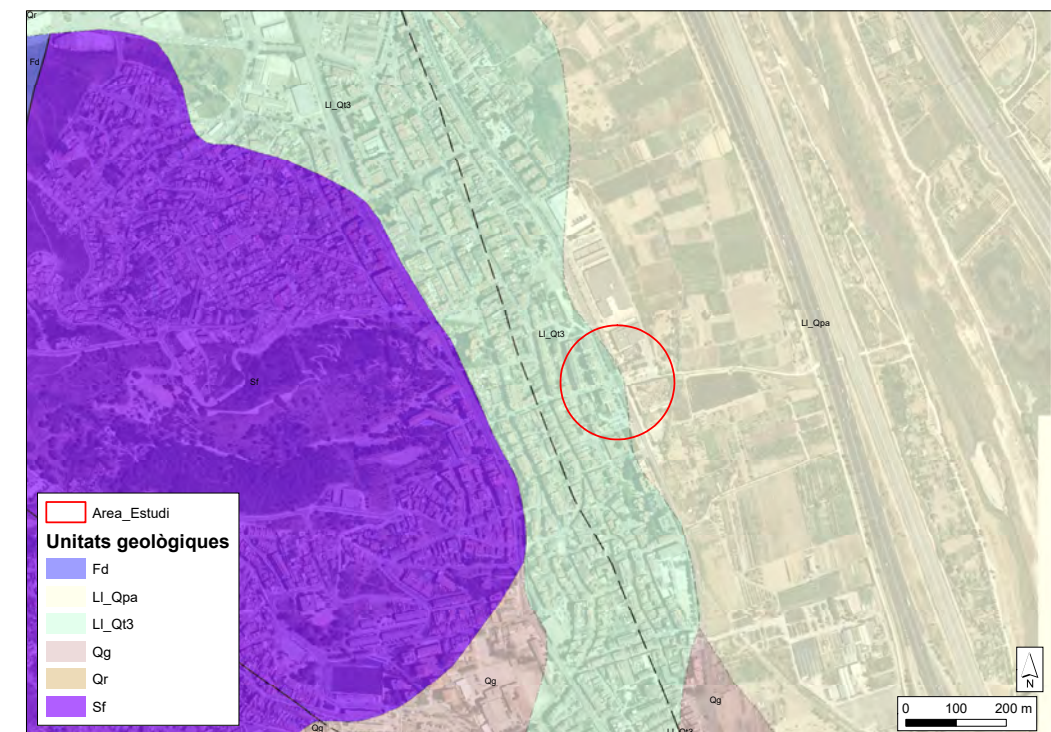 Qr
Fd
Ll_Qt3
Ll_Qpa
Ll_Qt3
Sf
Area_Estudi
Unitats geològiques
Fd
Ll_Qpa
Ll_Qt3
Qg
Qr
Sf
Qg
Qg
Qg
Ll_Qt3
N
0 100 200 m